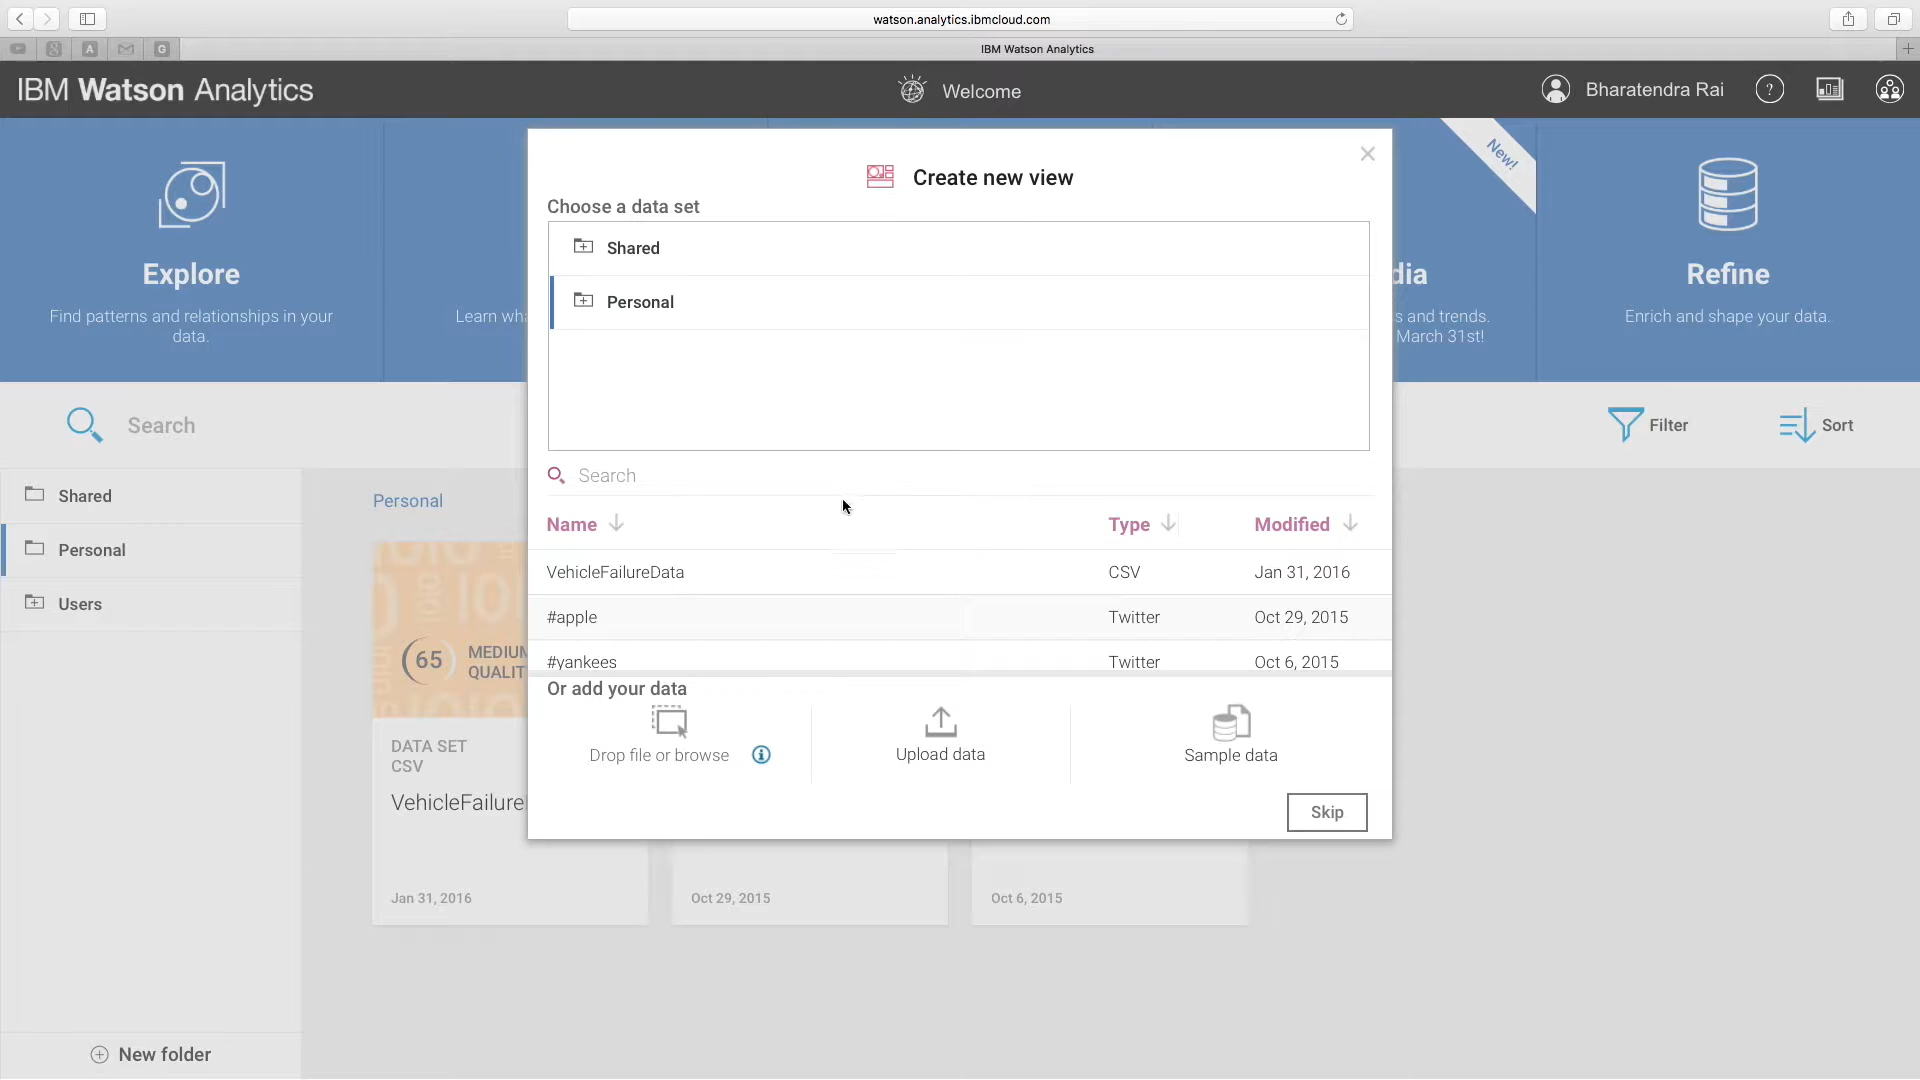 watson.analytics.ibmcloud.com
A
G
IBM Watson Analytics
IBM Watson Analytics
Welcome
Bharatendra Rai
?
Explore
Find patterns and relationships in your
data.
Learn
dia
s and trends.
March 31st!
New!
Refine
Enrich and shape your data.
Create new view
Choose a data set
Shared
Personal
Search
Name
Type
Modified
VehicleFailureData
CSV
Jan 31, 2016
#apple
Twitter
Oct 29, 2015
#yankees
Twitter
Oct 6, 2015
Or add your data
Drop file or browse
Upload data
Sample data
Skip
Search
Filter
Sort
Shared
Personal
Users
Personal
65
MEDIUM
QUALIT
DATA SET
CSV
VehicleFailure
Jan 31, 2016
Oct 29, 2015
Oct 6, 2015
New folder